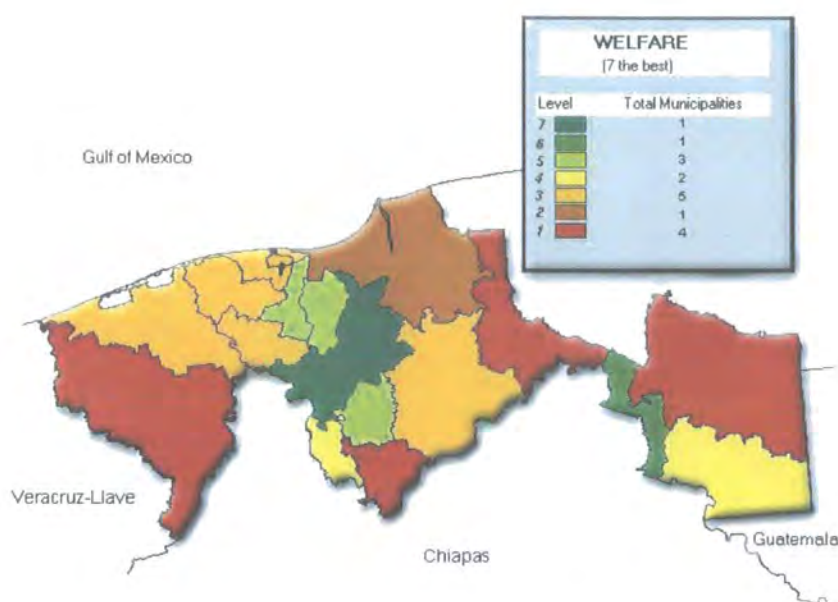 WELFARE
(7 the best)
Level Total Municipalities
7 1
6 1
5 3
4 2
3 5
2 1
1 4
Gulf of Mexico
Veracruz-Llave
Chiapas
Guatemala